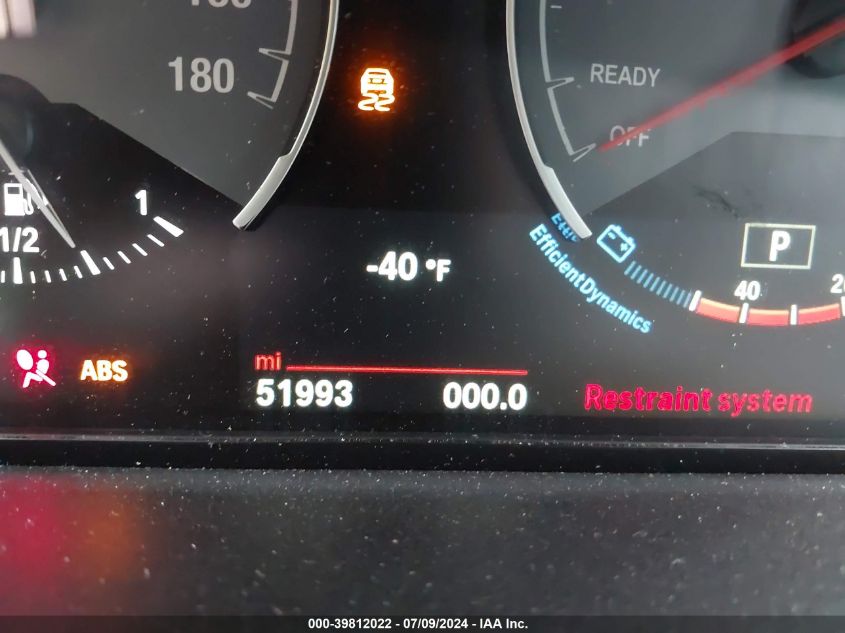 180
READY
OFF
1
1/2
-40 °F
EfficientDynamics
P
40
ABS
mi
51993 000.0
Restraint system
000-39812022 / 07/09/2024 - IAA Inc.